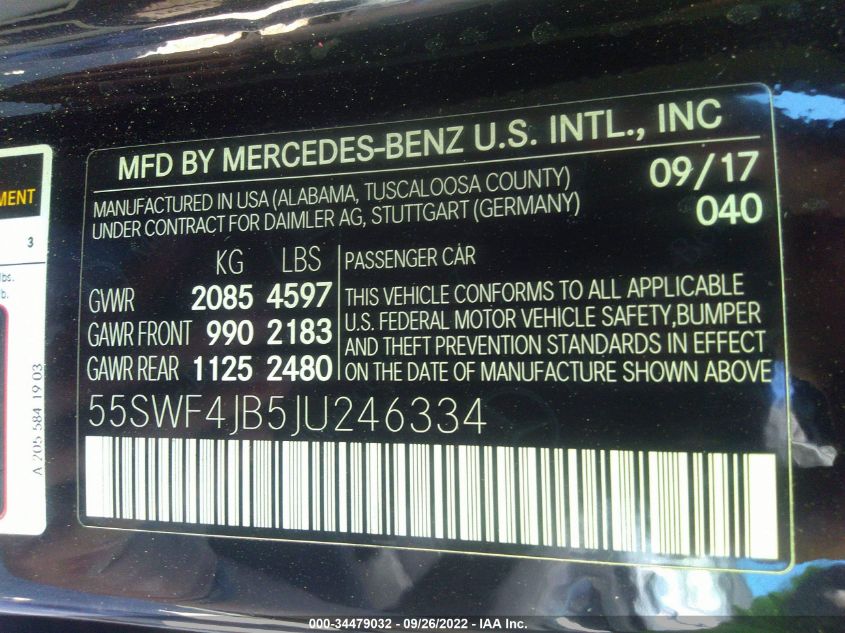 MFD BY MERCEDES-BENZ U.S. INTL., INC
MANUFACTURED IN USA (ALABAMA, TUSCALOOSA COUNTY)
UNDER CONTRACT FOR DAIMLER AG, STUTTGART (GERMANY)
09/17
040
KG LBS
GVWR 2085 4597
GAWR FRONT 990 2183
GAWR REAR 1125 2480
PASSENGER CAR
THIS VEHICLE CONFORMS TO ALL APPLICABLE
U.S. FEDERAL MOTOR VEHICLE SAFETY,BUMPER
AND THEFT PREVENTION STANDARDS IN EFFECT
ON THE DATE OF MANUFACTURE SHOWN ABOVE
55SWF4JB5JU246334
MENT
3
lbs.
b.
A 205 584 19 03
000-34479032 - 09/26/2022 - IAA Inc.